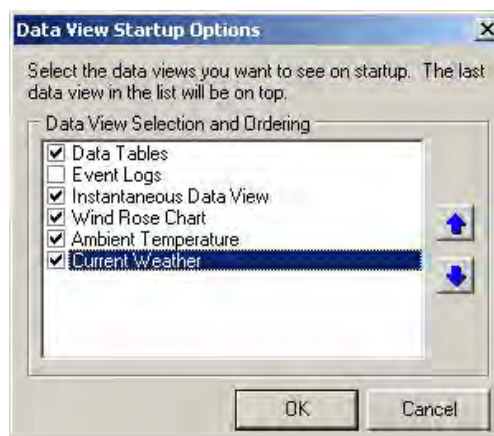 Data View Startup Options
Select the data views you want to see on startup. The last
data view in the list will be on top.
Data View Selection and Ordering
Data Tables
Event Logs
Instantaneous Data View
Wind Rose Chart
Ambient Temperature
Current Weather
OK
Cancel